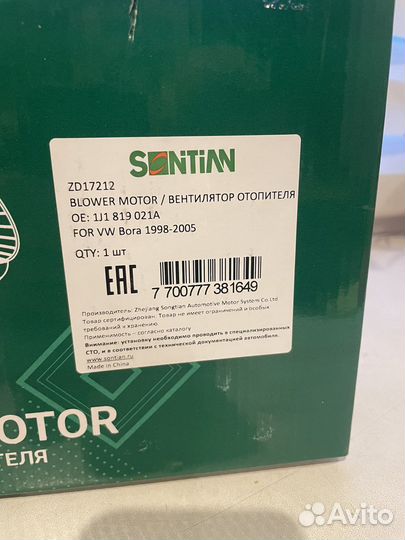 SONTIAN
ZD17212
BLOWER MOTOR / ВЕНТИЛЯТОР ОТОПИТЕЛЯ
OE: 1J1 819 021A
FOR VW Bora 1998-2005
QTY: 1 шт
EAC
7 700777 381649
Производитель: Zhejiang Songtian Automotive Motor System Co.Ltd
Товар сертифицирован. Товар не имеет ограничений и особых
требований к хранению.
Применимость – согласно каталогу
Внимание: установку необходимо проводить в специализированных
СТО, и в соответствии с технической документацией автомобиля.
www.sontian.ru
Made in China
MOTOR
ТЕЛЯ
Avito